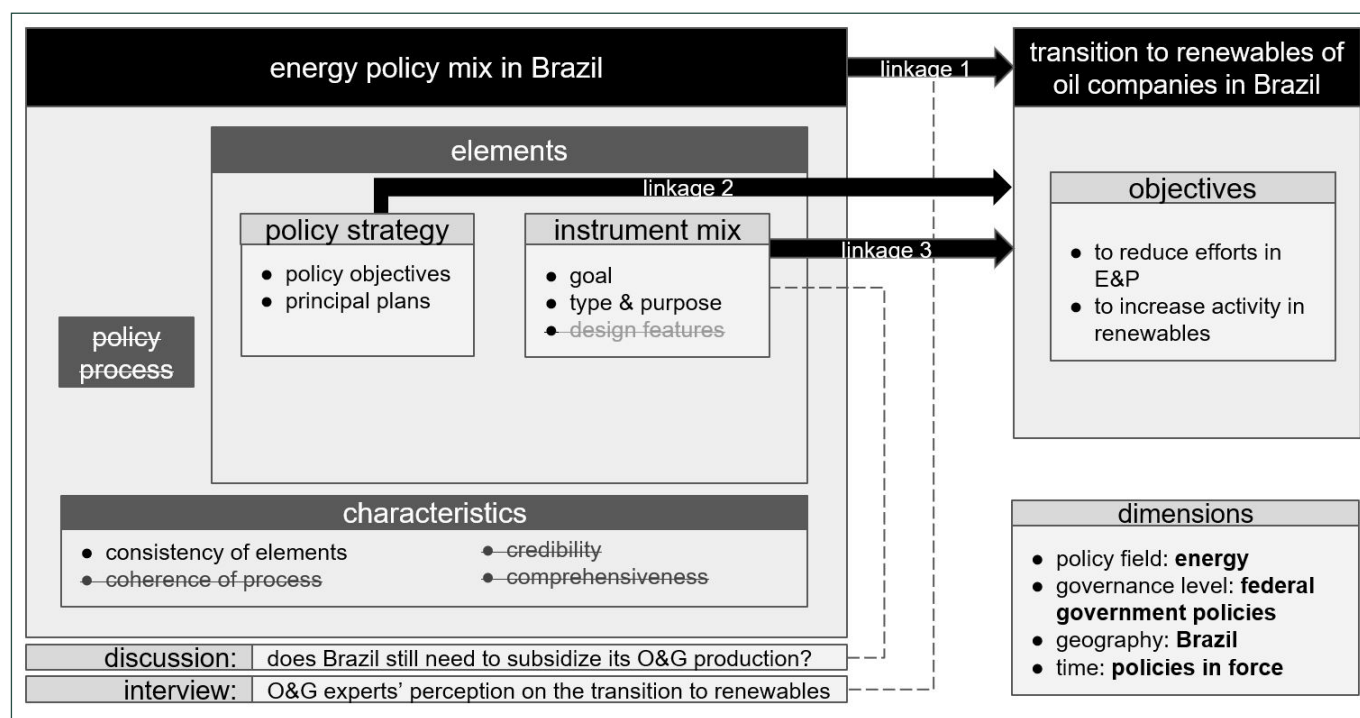 energy policy mix in Brazil
linkage 1
transition to renewables of
oil companies in Brazil
elements
linkage 2
policy strategy
● policy objectives
● principal plans
instrument mix
● goal
● type & purpose
● design features
linkage 3
objectives
● to reduce efforts in
E&P
● to increase activity in
renewables
policy
process
characteristics
● consistency of elements
● coherence of process
● credibility
● comprehensiveness
dimensions
● policy field: energy
● governance level: federal
government policies
● geography: Brazil
● time: policies in force
discussion: does Brazil still need to subsidize its O&G production?
interview: O&G experts’ perception on the transition to renewables